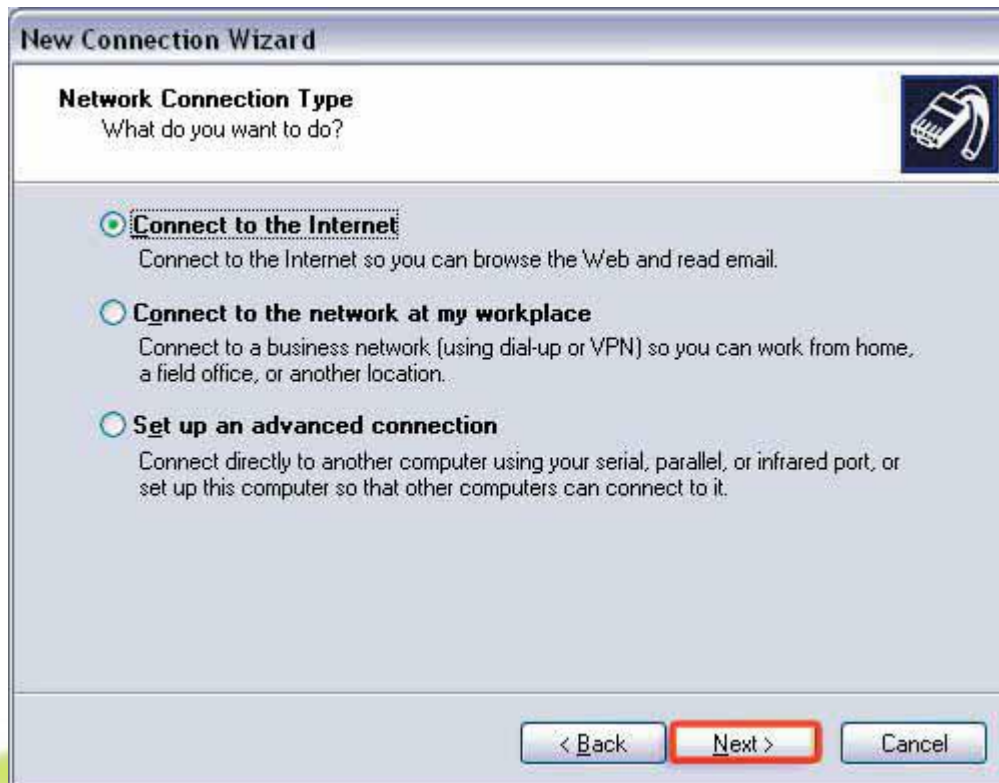 New Connection Wizard
Network Connection Type
What do you want to do?
Connect to the Internet
Connect to the Internet so you can browse the Web and read email.
Connect to the network at my workplace
Connect to a business network (using dial-up or VPN) so you can work from home,
a field office, or another location.
Set up an advanced connection
Connect directly to another computer using your serial, parallel, or infrared port, or
set up this computer so that other computers can connect to it.
< Back Next > Cancel